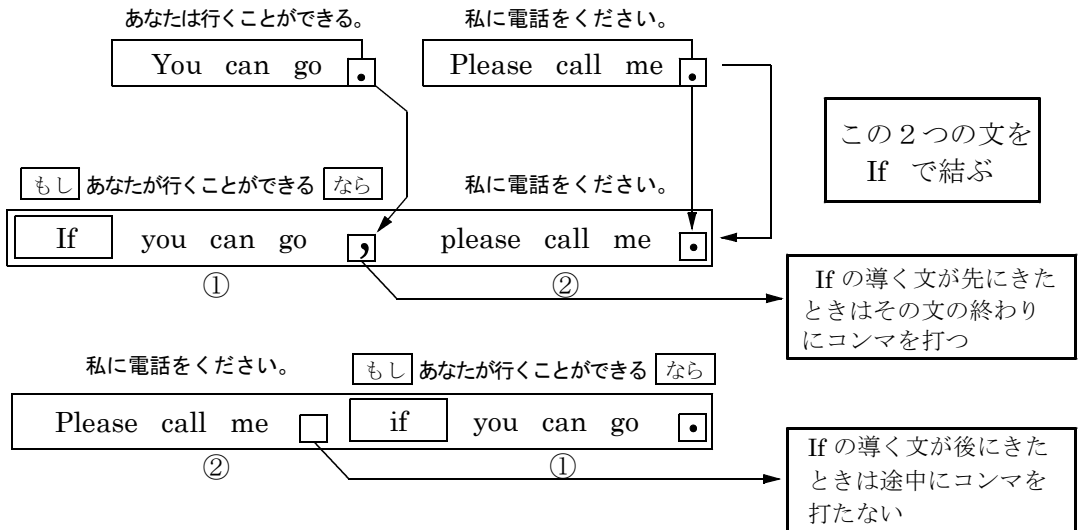 あなたは行くことができる。 私に電話をください。
You can go . Please call me .
この2つの文を
If で結ぶ
もし あなたが行くことができる なら 私に電話をください。
If you can go , please call me .
① ②
If の導く文が先にきた
ときはその文の終わり
にコンマを打つ
私に電話をください。 もし あなたが行くことができる なら
Please call me if you can go .
② ①
If の導く文が後にきた
ときは途中にコンマを
打たない